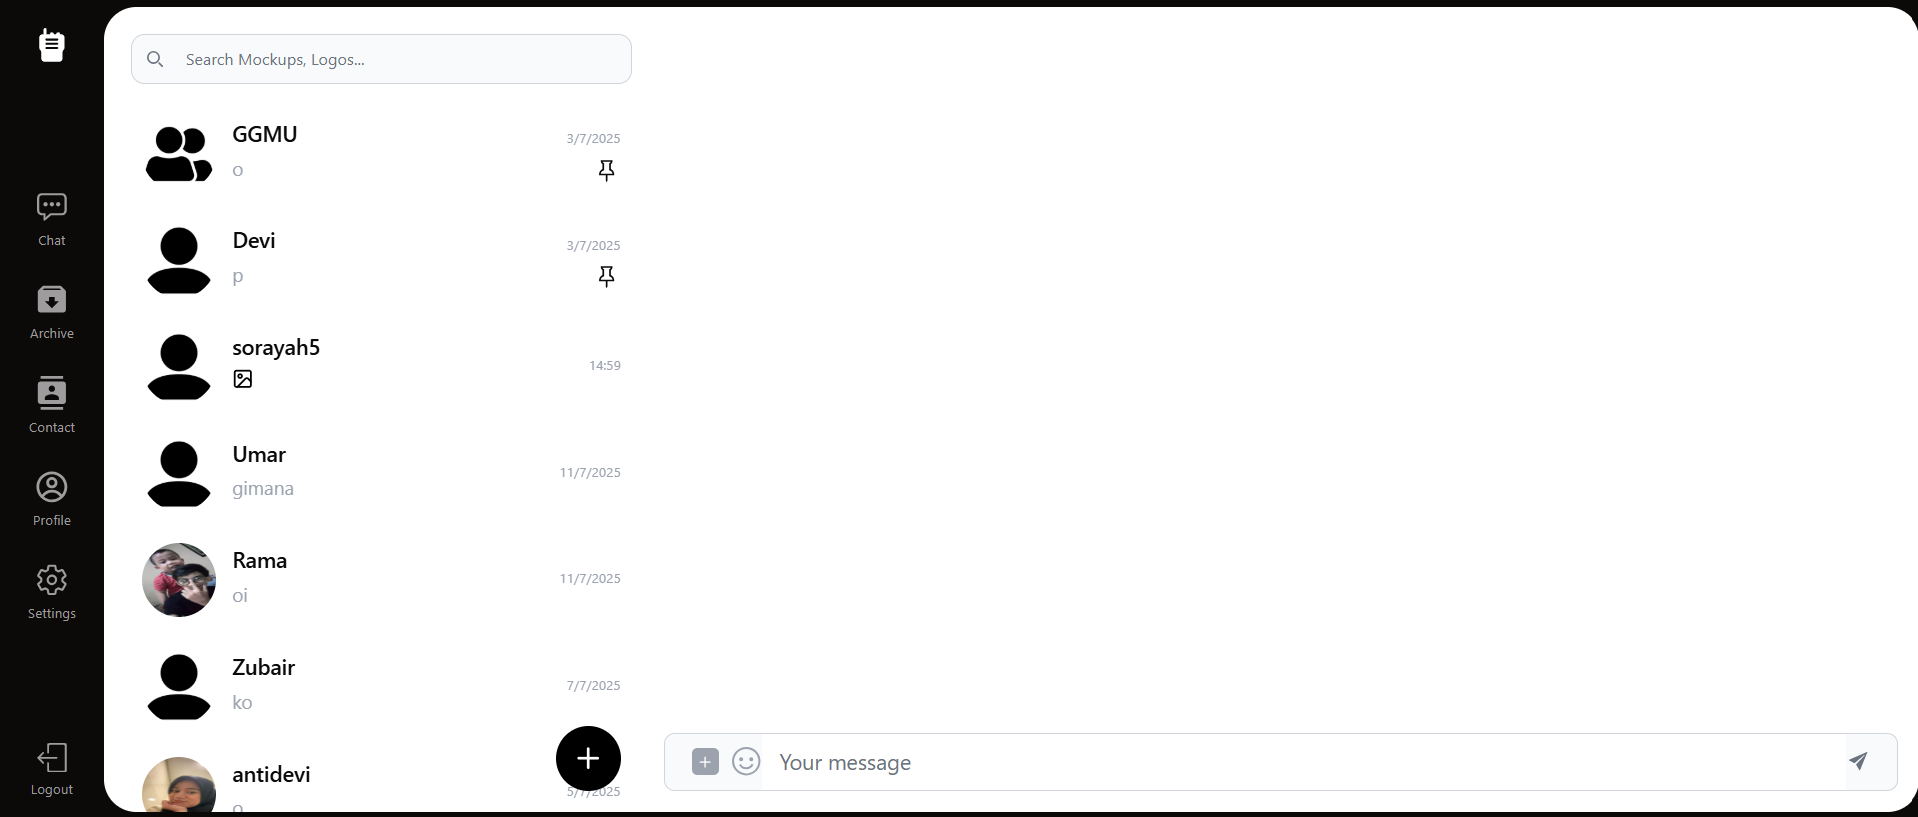 Search Mockups, Logos...
GGMU
3/7/2025
o
Devi
3/7/2025
p
sorayah5
14:59
Umar
11/7/2025
gimana
Rama
11/7/2025
oi
Zubair
7/7/2025
ko
antidevi
5/7/2025
o
Chat
Archive
Contact
Profile
Settings
Logout
Your message